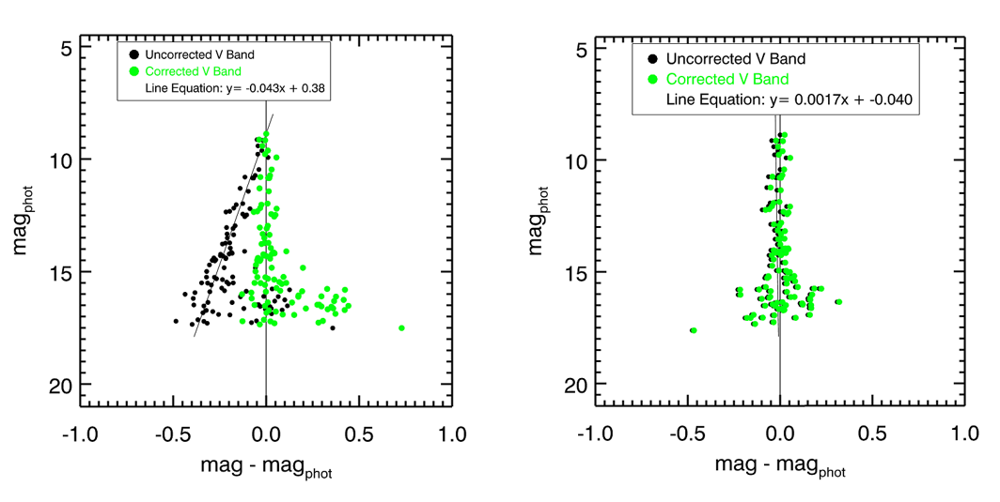 Uncorrected V Band
Corrected V Band
Line Equation: y= -0.043x + 0.38
5
10
15
20
mag_phot
-1.0 -0.5 0.0 0.5 1.0
mag - mag_phot
Uncorrected V Band
Corrected V Band
Line Equation: y= 0.0017x + -0.040
5
10
15
20
mag_phot
-1.0 -0.5 0.0 0.5 1.0
mag - mag_phot